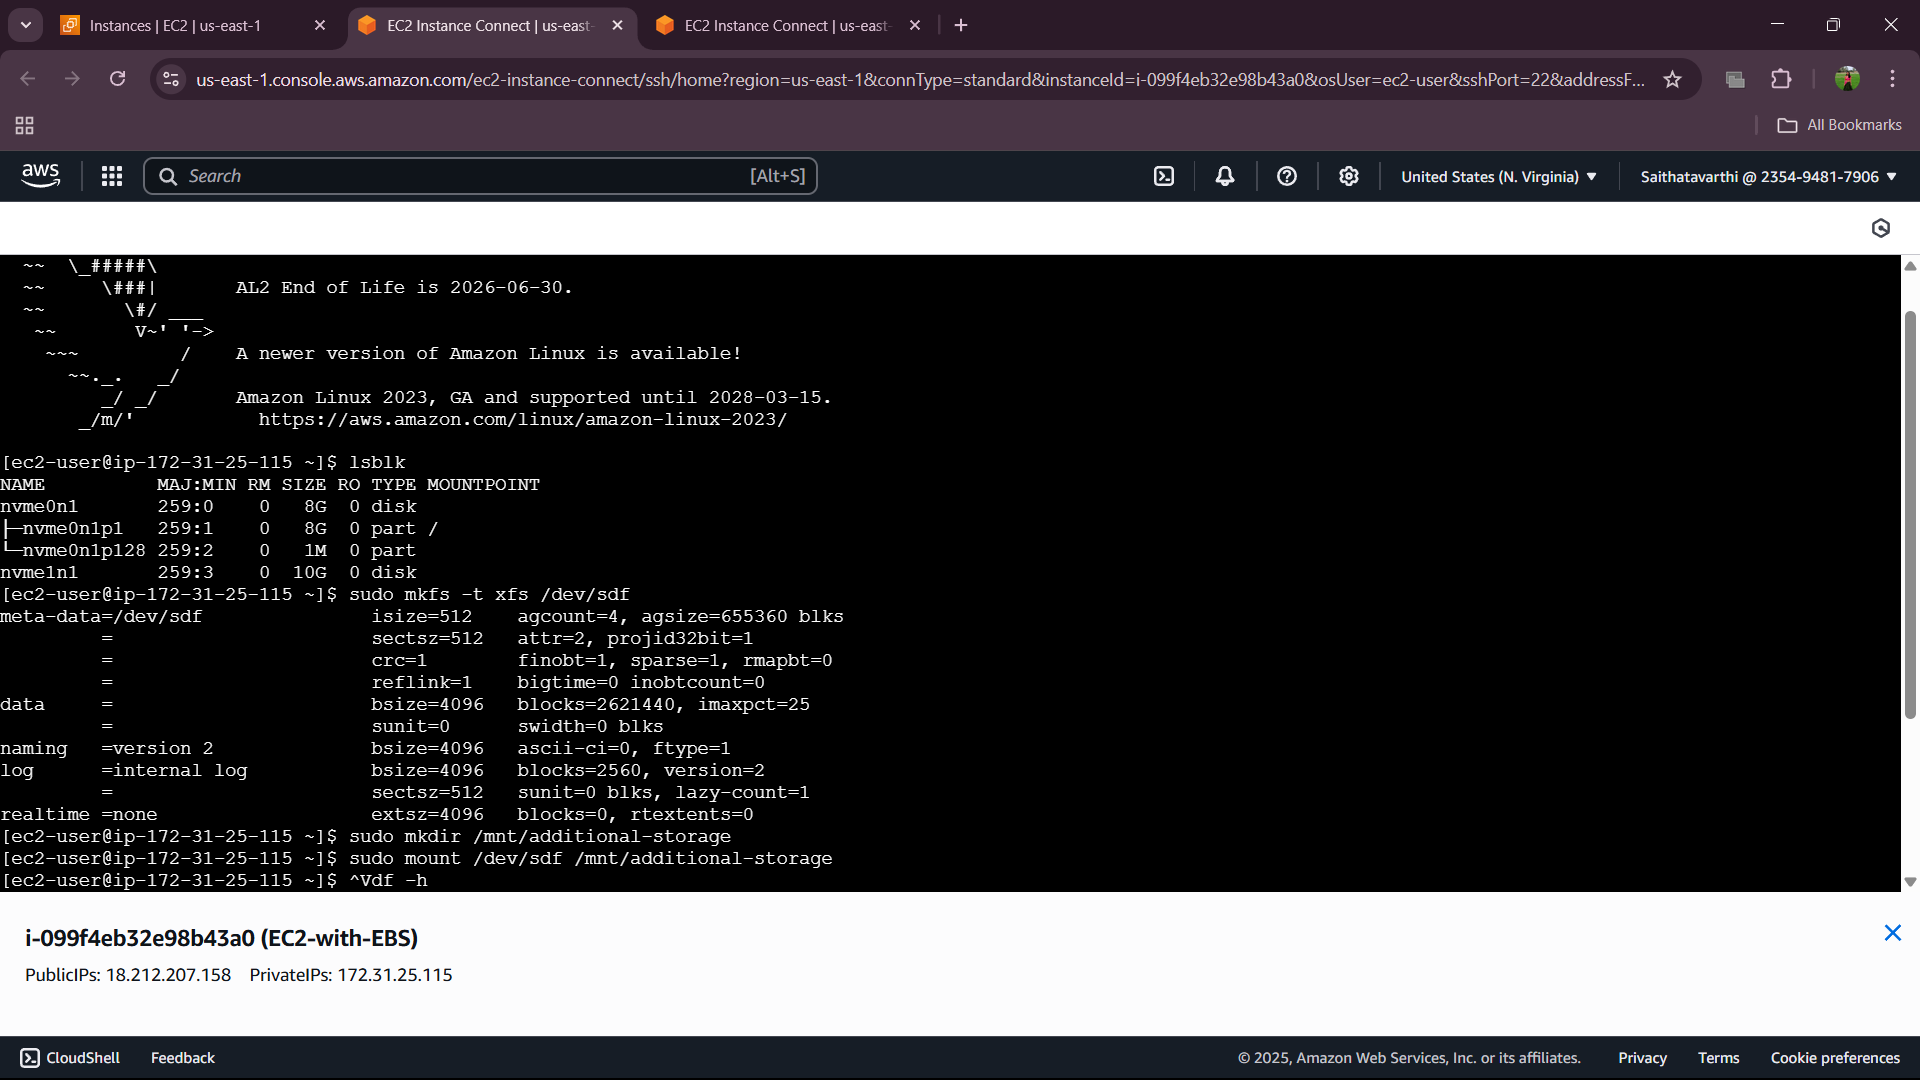 Instances | EC2 | us-east-1
EC2 Instance Connect | us-east-
EC2 Instance Connect | us-east-
us-east-1.console.aws.amazon.com/ec2-instance-connect/ssh/home?region=us-east-1&connType=standard&instanceId=i-099f4eb32e98b43a0&osUser=ec2-user&sshPort=22&addressF...
All Bookmarks
aws
Search
[Alt+S]
United States (N. Virginia)
Saithatavarthi @ 2354-9481-7906
~~  \_#####\
~~     \###|       AL2 End of Life is 2026-06-30.
~~       \#/ ___
~~       V~' '->
~~~         /    A newer version of Amazon Linux is available!
~~._.   _/
_/ _/       Amazon Linux 2023, GA and supported until 2028-03-15.
_/m/'           https://aws.amazon.com/linux/amazon-linux-2023/
[ec2-user@ip-172-31-25-115 ~]$ lsblk
NAME          MAJ:MIN RM SIZE RO TYPE MOUNTPOINT
nvme0n1       259:0    0   8G  0 disk
├─nvme0n1p1   259:1    0   8G  0 part /
└─nvme0n1p128 259:2    0   1M  0 part
nvme1n1       259:3    0  10G  0 disk
[ec2-user@ip-172-31-25-115 ~]$ sudo mkfs -t xfs /dev/sdf
meta-data=/dev/sdf               isize=512    agcount=4, agsize=655360 blks
         =                       sectsz=512   attr=2, projid32bit=1
         =                       crc=1        finobt=1, sparse=1, rmapbt=0
         =                       reflink=1    bigtime=0 inobtcount=0
data     =                       bsize=4096   blocks=2621440, imaxpct=25
         =                       sunit=0      swidth=0 blks
naming   =version 2              bsize=4096   ascii-ci=0, ftype=1
log      =internal log           bsize=4096   blocks=2560, version=2
         =                       sectsz=512   sunit=0 blks, lazy-count=1
realtime =none                   extsz=4096   blocks=0, rtextents=0
[ec2-user@ip-172-31-25-115 ~]$ sudo mkdir /mnt/additional-storage
[ec2-user@ip-172-31-25-115 ~]$ sudo mount /dev/sdf /mnt/additional-storage
[ec2-user@ip-172-31-25-115 ~]$ ^Vdf -h
i-099f4eb32e98b43a0 (EC2-with-EBS)
PublicIPs: 18.212.207.158 PrivateIPs: 172.31.25.115
CloudShell Feedback
© 2025, Amazon Web Services, Inc. or its affiliates. Privacy Terms Cookie preferences